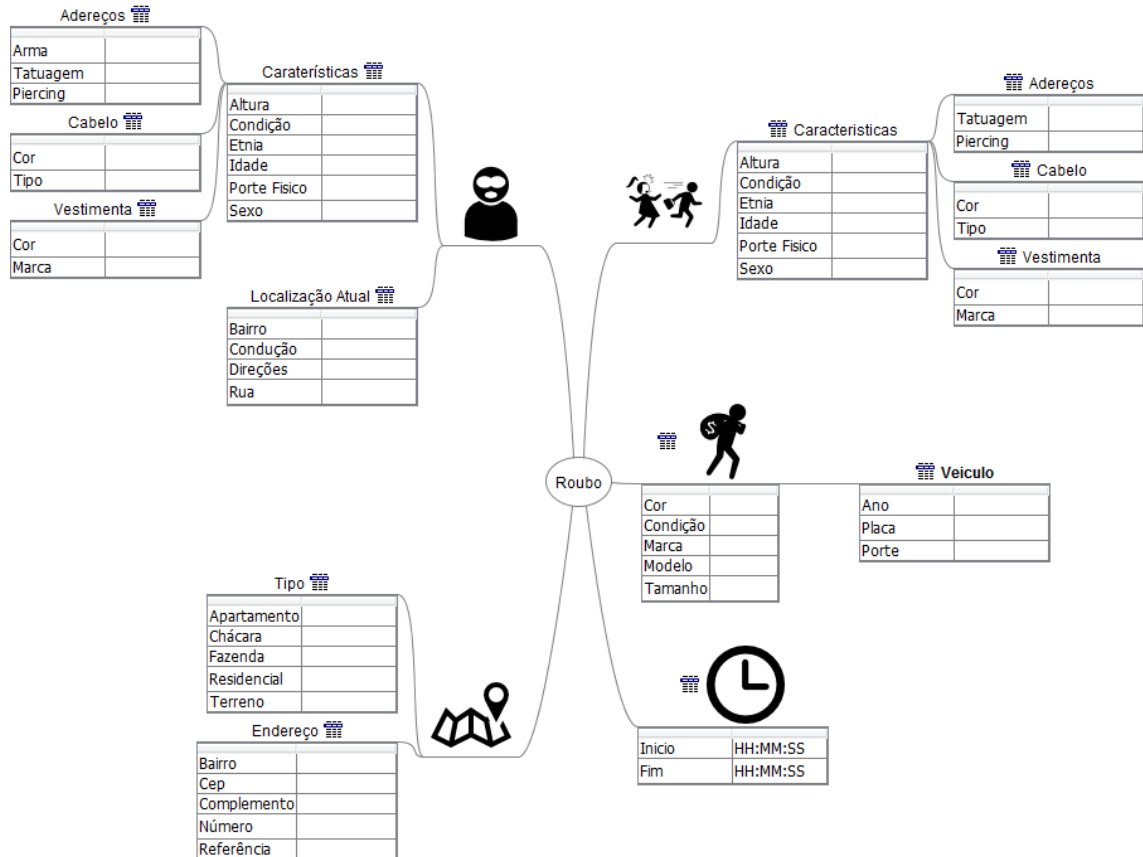 Adereços
Arma
Tatuagem
Piercing
Cabelo
Cor
Tipo
Vestimenta
Cor
Marca
Caraterísticas
Altura
Condição
Etnia
Idade
Porte Fisico
Sexo
Localização Atual
Bairro
Condução
Direções
Rua
Caracteristicas
Altura
Condição
Etnia
Idade
Porte Fisico
Sexo
Adereços
Tatuagem
Piercing
Cabelo
Cor
Tipo
Vestimenta
Cor
Marca
Roubo
$
Cor
Condição
Marca
Modelo
Tamanho
Veiculo
Ano
Placa
Porte
Tipo
Apartamento
Chácara
Fazenda
Residencial
Terreno
Endereço
Bairro
Cep
Complemento
Número
Referência
Inicio HH:MM:SS
Fim HH:MM:SS